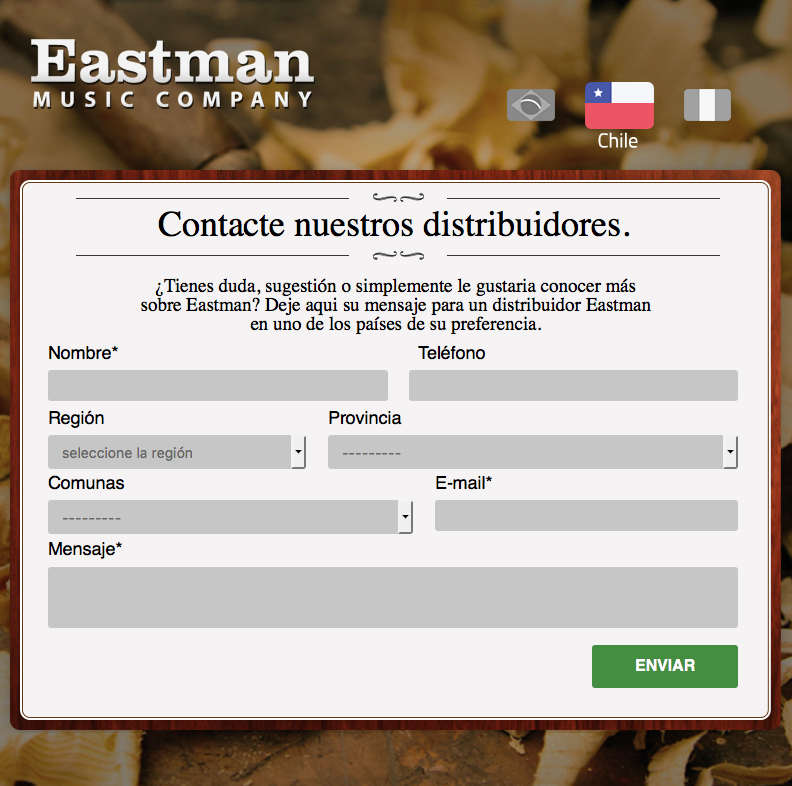 Eastman
MUSIC COMPANY
Chile
Contacte nuestros distribuidores.
¿Tienes duda, sugestión o simplemente le gustaria conocer más
sobre Eastman? Deje aqui su mensaje para un distribuidor Eastman
en uno de los países de su preferencia.
Nombre* Teléfono
Región Provincia
seleccione la región ---------
Comunas E-mail*
---------
Mensaje*
ENVIAR